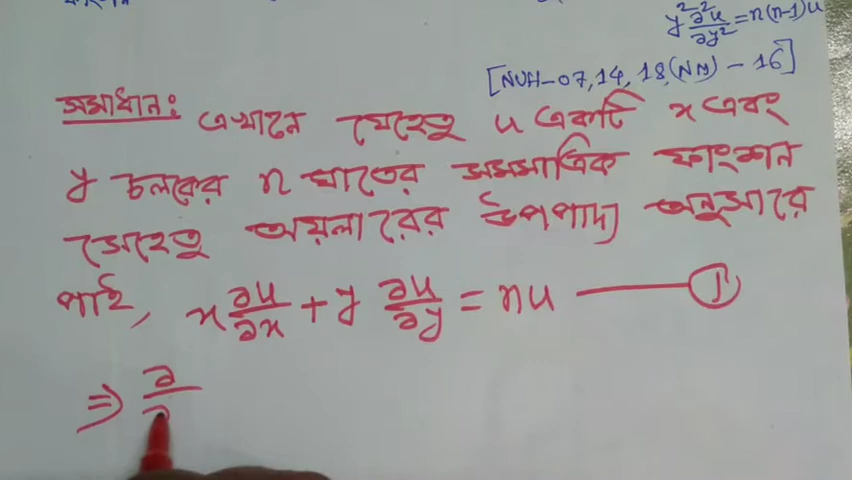 y² ∂²u/∂y² = n(n-1)u
[NUH-07,14,18,(NM)-16]
সমাধান: এখানে যেহেতু u একটি x এবং
y চলকের n ঘাতের সমমাত্রিক ফাংশন
সেহেতু অয়লারের উপপাদ্য অনুসারে
পাই, x ∂u/∂x + y ∂u/∂y = nu ——— ①
⇒ ∂/∂